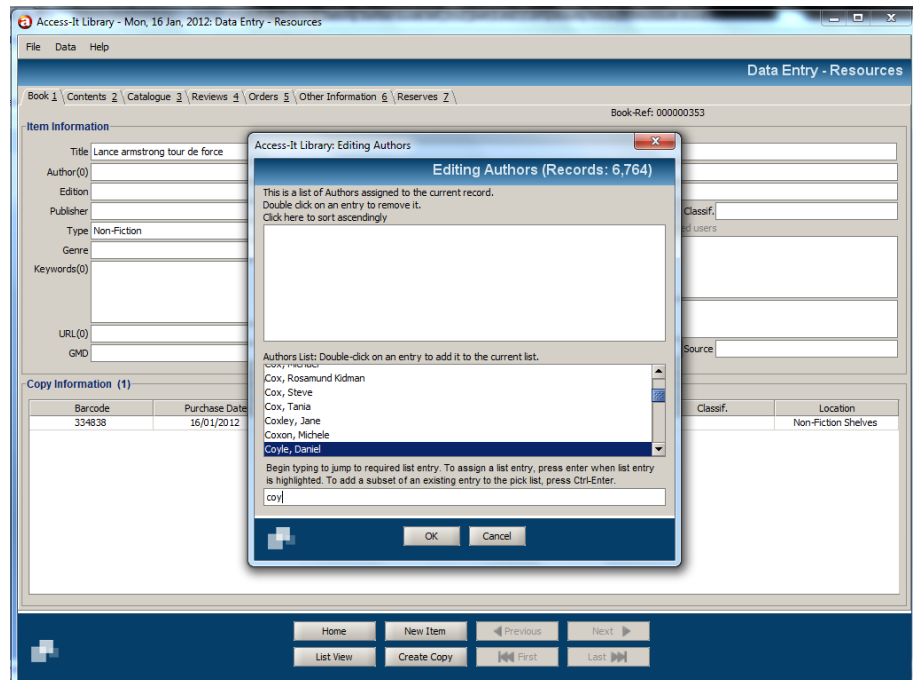 Access-It Library - Mon, 16 Jan, 2012: Data Entry - Resources
File Data Help
Data Entry - Resources
Book 1 Contents 2 Catalogue 3 Reviews 4 Orders 5 Other Information 6 Reserves 7
Book-Ref: 000000353
Item Information
Title Lance armstrong tour de force
Author(0)
Edition
Publisher
Classif.
Type Non-Fiction
ed users
Genre
Keywords(0)
URL(0)
GMD
Source
Access-It Library: Editing Authors
Editing Authors (Records: 6,764)
This is a list of Authors assigned to the current record.
Double click on an entry to remove it.
Click here to sort ascendingly
Authors List: Double-click on an entry to add it to the current list.
Cox, Michael
Cox, Rosamund Kidman
Cox, Steve
Cox, Tania
Coxley, Jane
Coxon, Michele
Coyle, Daniel
Begin typing to jump to required list entry. To assign a list entry, press enter when list entry
is highlighted. To add a subset of an existing entry to the pick list, press Ctrl-Enter.
coy
OK Cancel
Copy Information (1)
Barcode Purchase Date Classif. Location
334838 16/01/2012 Non-Fiction Shelves
Home New Item Previous Next
List View Create Copy First Last